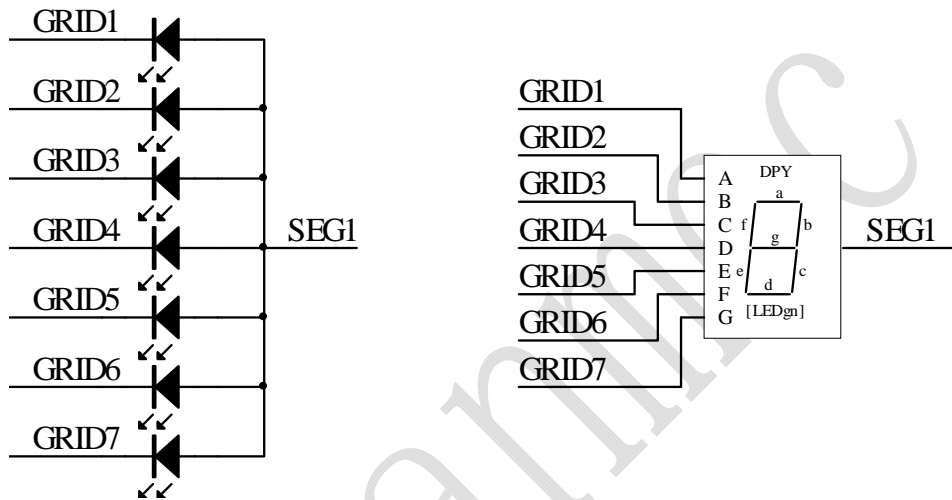 GRID1
GRID2
GRID3
GRID4
GRID5
GRID6
GRID7
SEG1
GRID1
GRID2
GRID3
GRID4
GRID5
GRID6
GRID7
A
B
C
D
E
F
G
DPY
a
f b
g
e c
d
[LEDgn]
SEG1